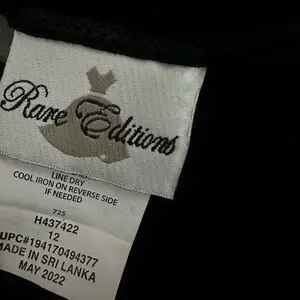 Rare Editions
LINE DRY
COOL IRON ON REVERSE SIDE
IF NEEDED
725
H437422
12
UPC#194170494377
MADE IN SRI LANKA
MAY 2022